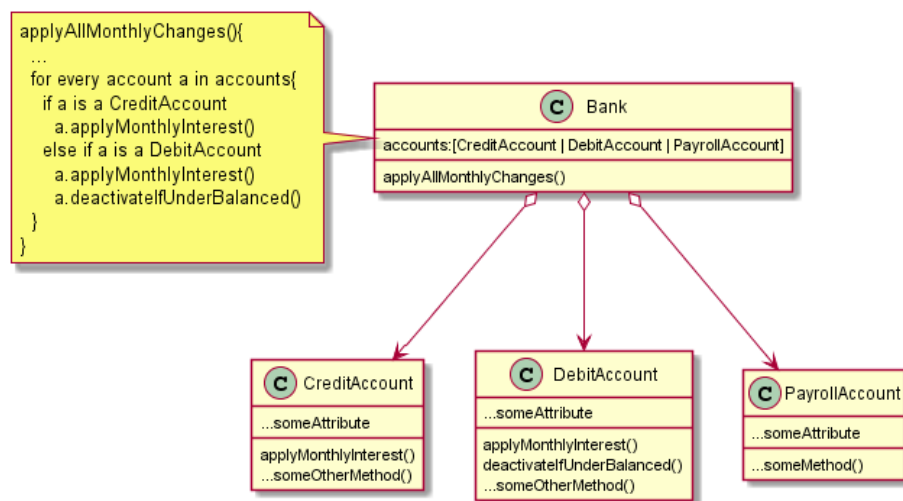 applyAllMonthlyChanges(){
...
for every account a in accounts{
if a is a CreditAccount
a.applyMonthlyInterest()
else if a is a DebitAccount
a.applyMonthlyInterest()
a.deactivateIfUnderBalanced()
}
}
C Bank
accounts:[CreditAccount | DebitAccount | PayrollAccount]
applyAllMonthlyChanges()
C CreditAccount
...someAttribute
applyMonthlyInterest()
...someOtherMethod()
C DebitAccount
...someAttribute
applyMonthlyInterest()
deactivateIfUnderBalanced()
...someOtherMethod()
C PayrollAccount
...someAttribute
...someMethod()